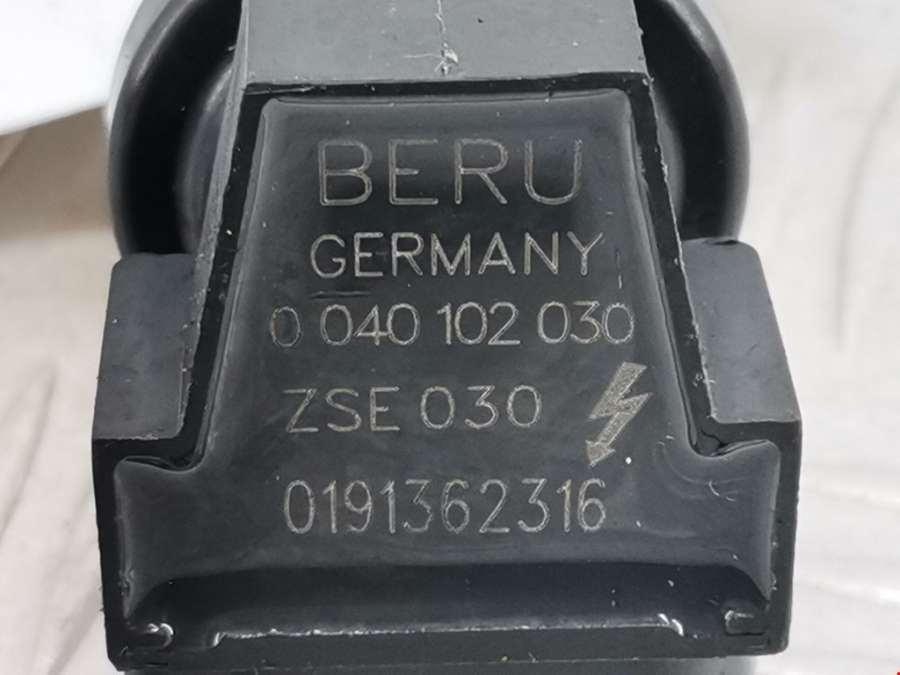 BERU
GERMANY
0 040 102 030
ZSE 030
0191362316